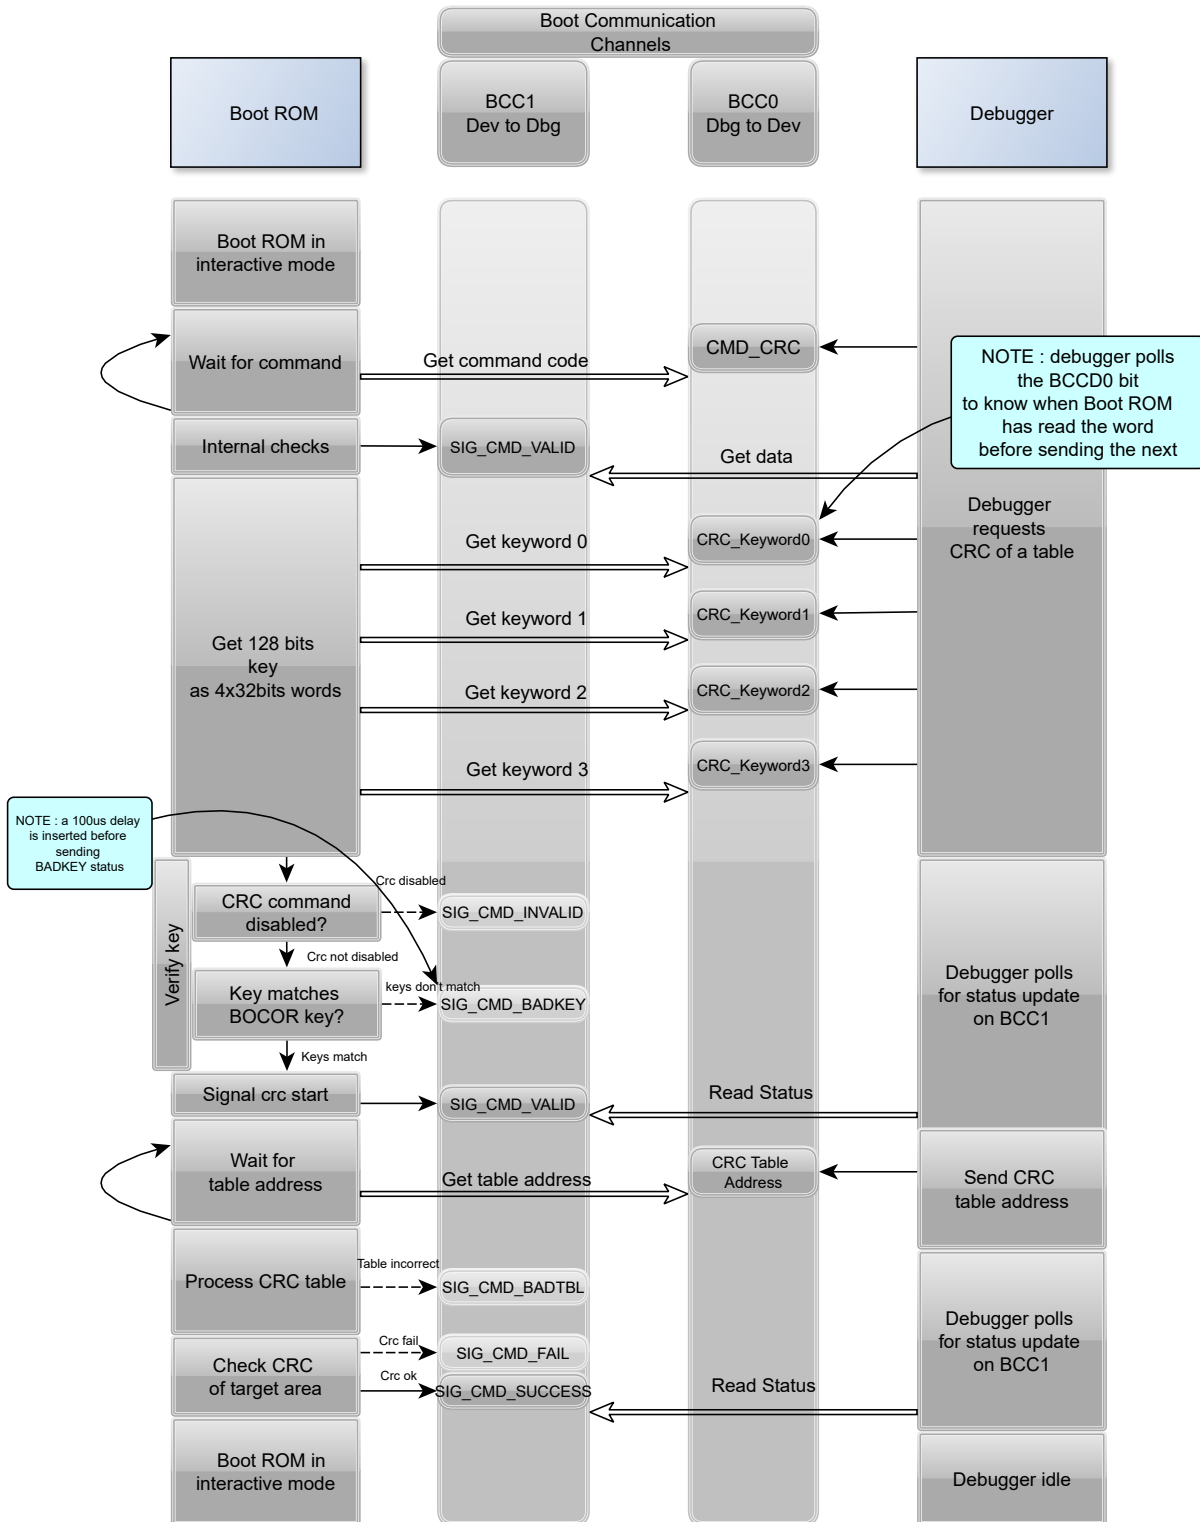 Boot Communication
Channels
Boot ROM
BCC1
Dev to Dbg
BCC0
Dbg to Dev
Debugger
Boot ROM in
interactive mode
Wait for command
Get command code
CMD_CRC
NOTE : debugger polls
the BCCD0 bit
to know when Boot ROM
has read the word
before sending the next
Internal checks
SIG_CMD_VALID
Get data
Debugger
requests
CRC of a table
Get keyword 0
CRC_Keyword0
Get keyword 1
CRC_Keyword1
Get 128 bits
key
as 4x32bits words
Get keyword 2
CRC_Keyword2
Get keyword 3
CRC_Keyword3
NOTE : a 100us delay
is inserted before
sending
BADKEY status
Verify key
CRC command
disabled?
Crc disabled
SIG_CMD_INVALID
Crc not disabled
Key matches
BOCOR key?
keys don't match
SIG_CMD_BADKEY
Debugger polls
for status update
on BCC1
Keys match
Signal crc start
SIG_CMD_VALID
Read Status
Wait for
table address
Get table address
CRC Table
Address
Send CRC
table address
Process CRC table
Table incorrect
SIG_CMD_BADTBL
Debugger polls
for status update
on BCC1
Check CRC
of target area
Crc fail
SIG_CMD_FAIL
Crc ok
SIG_CMD_SUCCESS
Read Status
Boot ROM in
interactive mode
Debugger idle